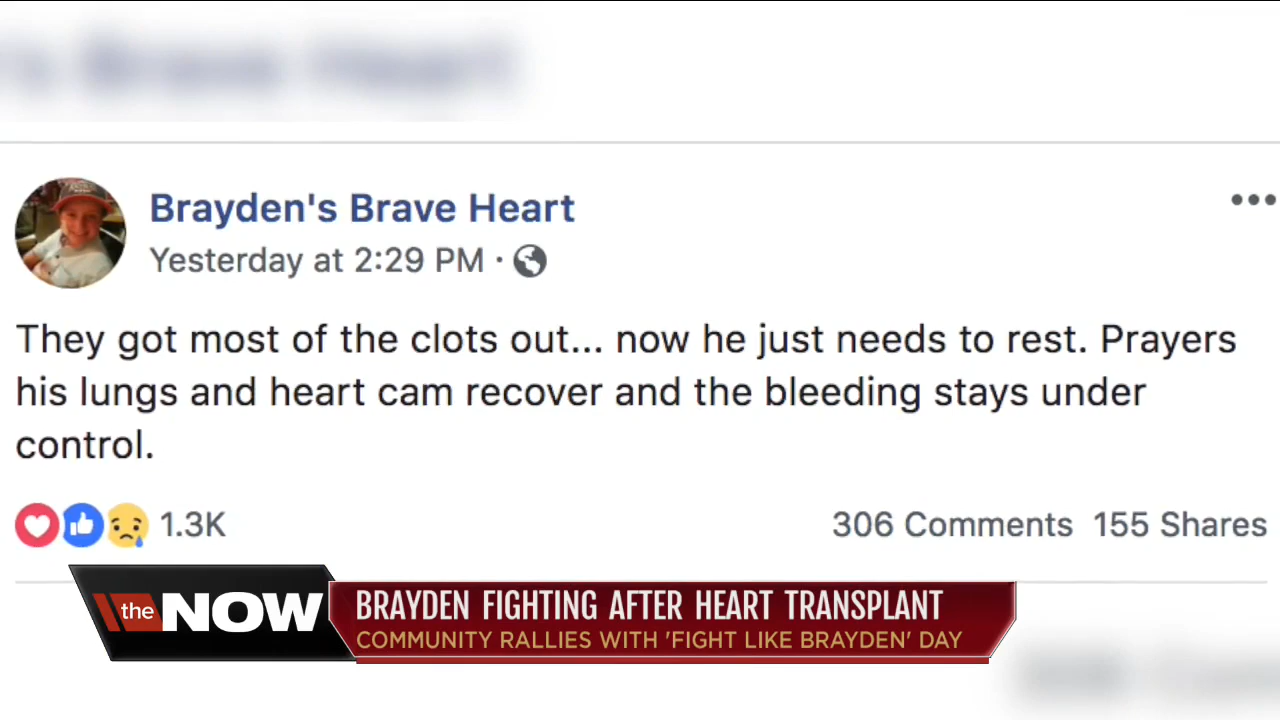 Brayden's Brave Heart
Yesterday at 2:29 PM ·
They got most of the clots out... now he just needs to rest. Prayers
his lungs and heart cam recover and the bleeding stays under
control.
1.3K 306 Comments 155 Shares
the NOW
BRAYDEN FIGHTING AFTER HEART TRANSPLANT
COMMUNITY RALLIES WITH 'FIGHT LIKE BRAYDEN' DAY